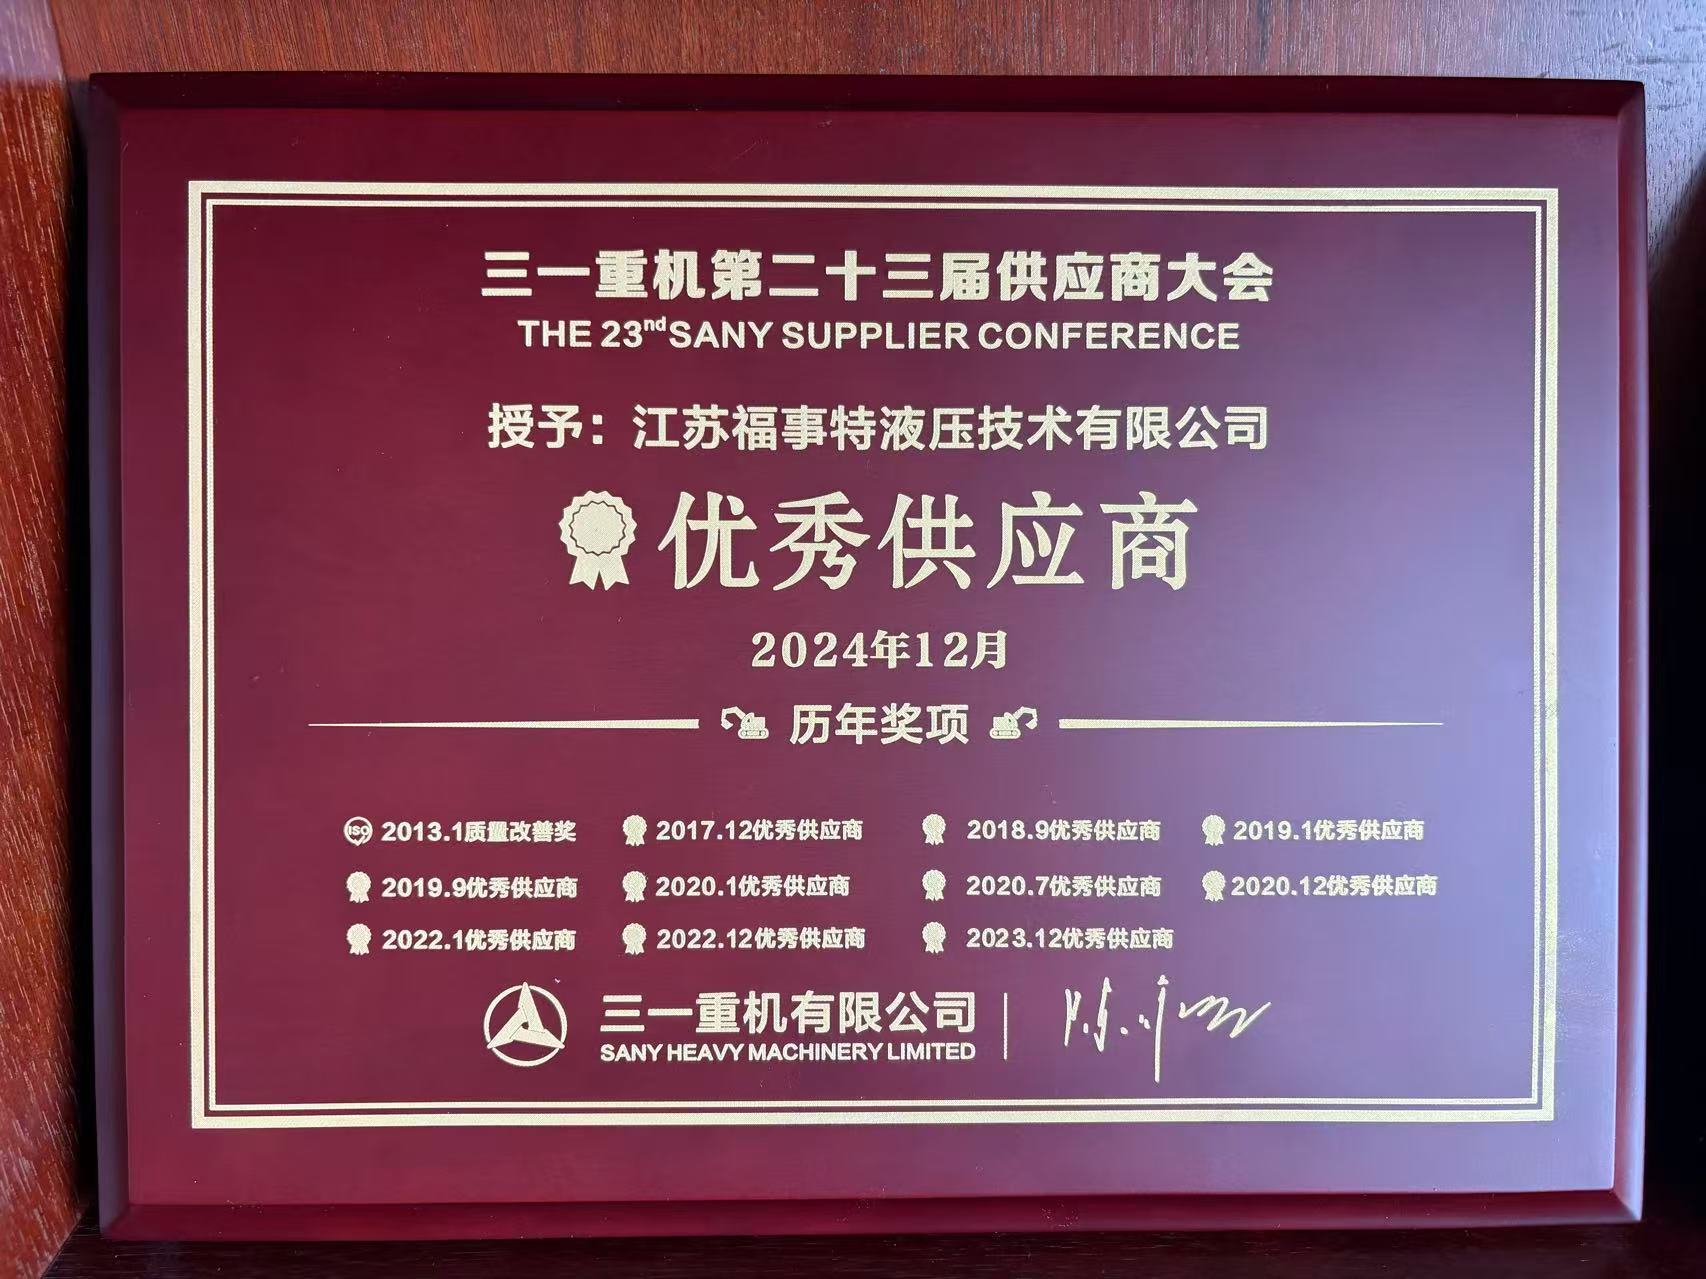 三一重机第二十三届供应商大会
THE 23nd SANY SUPPLIER CONFERENCE
授予：江苏福事特液压技术有限公司
优秀供应商
2024年12月
历年奖项
ISO 2013.1质量改善奖 2017.12优秀供应商 2018.9优秀供应商 2019.1优秀供应商
2019.9优秀供应商 2020.1优秀供应商 2020.7优秀供应商 2020.12优秀供应商
2022.1优秀供应商 2022.12优秀供应商 2023.12优秀供应商
三一重机有限公司
SANY HEAVY MACHINERY LIMITED